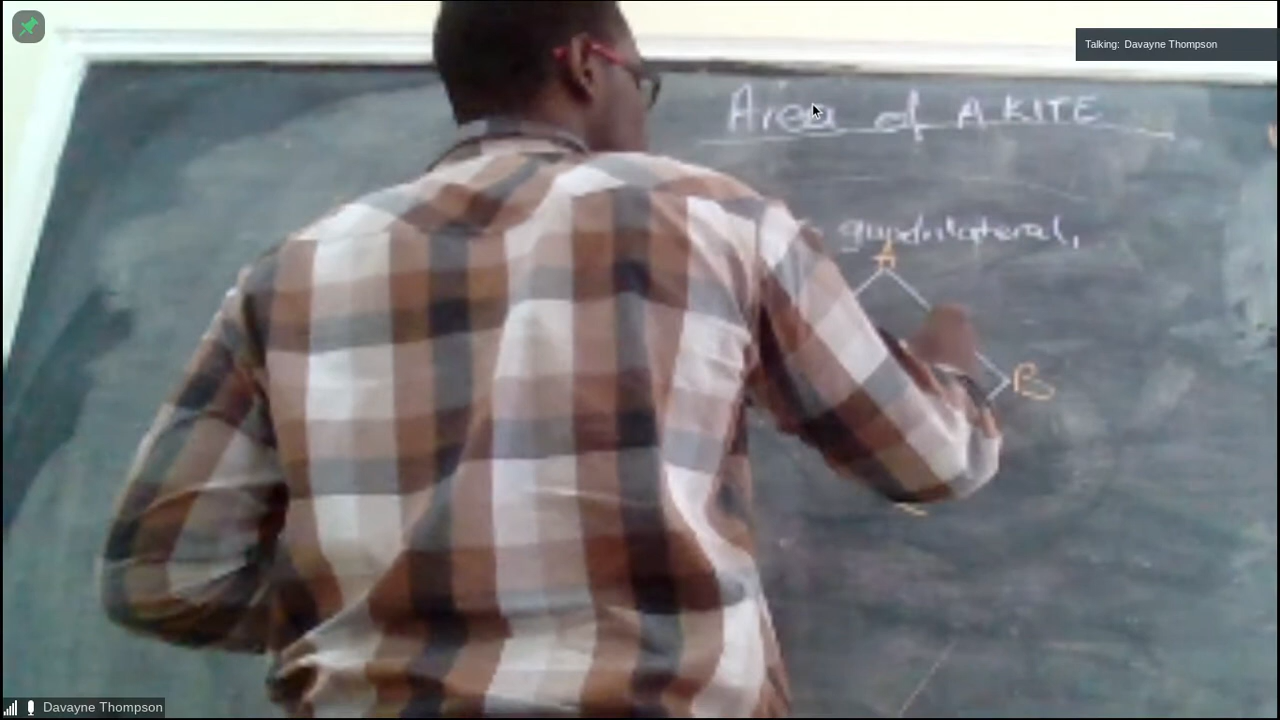 Talking: Davayne Thompson
Area of A KITE
quadrilateral,
A
B
Davayne Thompson